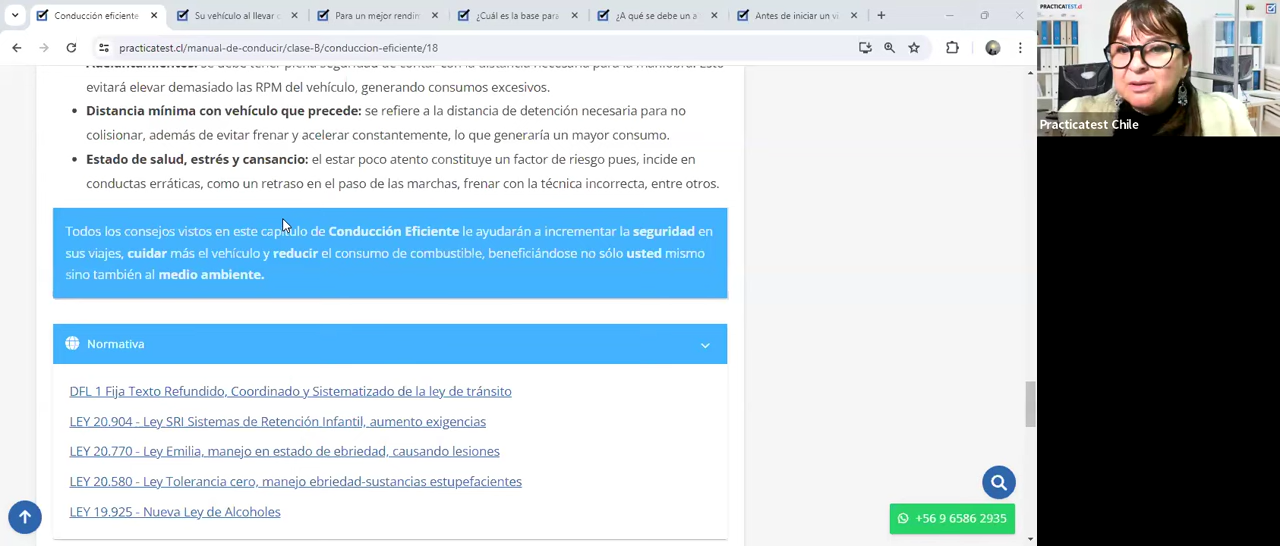 Conducción eficiente
Su vehículo al llevar c
Para un mejor rendim
¿Cuál es la base para
¿A qué se debe un a
Antes de iniciar un vi
practicatest.cl/manual-de-conducir/clase-B/conduccion-eficiente/18
evitará elevar demasiado las RPM del vehículo, generando consumos excesivos.
Distancia mínima con vehículo que precede: se refiere a la distancia de detención necesaria para no
colisionar, además de evitar frenar y acelerar constantemente, lo que generaría un mayor consumo.
Estado de salud, estrés y cansancio: el estar poco atento constituye un factor de riesgo pues, incide en
conductas erráticas, como un retraso en el paso de las marchas, frenar con la técnica incorrecta, entre otros.
Todos los consejos vistos en este capítulo de Conducción Eficiente le ayudarán a incrementar la seguridad en
sus viajes, cuidar más el vehículo y reducir el consumo de combustible, beneficiándose no sólo usted mismo
sino también al medio ambiente.
Normativa
DFL 1 Fija Texto Refundido, Coordinado y Sistematizado de la ley de tránsito
LEY 20.904 - Ley SRI Sistemas de Retención Infantil, aumento exigencias
LEY 20.770 - Ley Emilia, manejo en estado de ebriedad, causando lesiones
LEY 20.580 - Ley Tolerancia cero, manejo ebriedad-sustancias estupefacientes
LEY 19.925 - Nueva Ley de Alcoholes
+56 9 6586 2935
PRACTICATEST.cl
Practicatest Chile